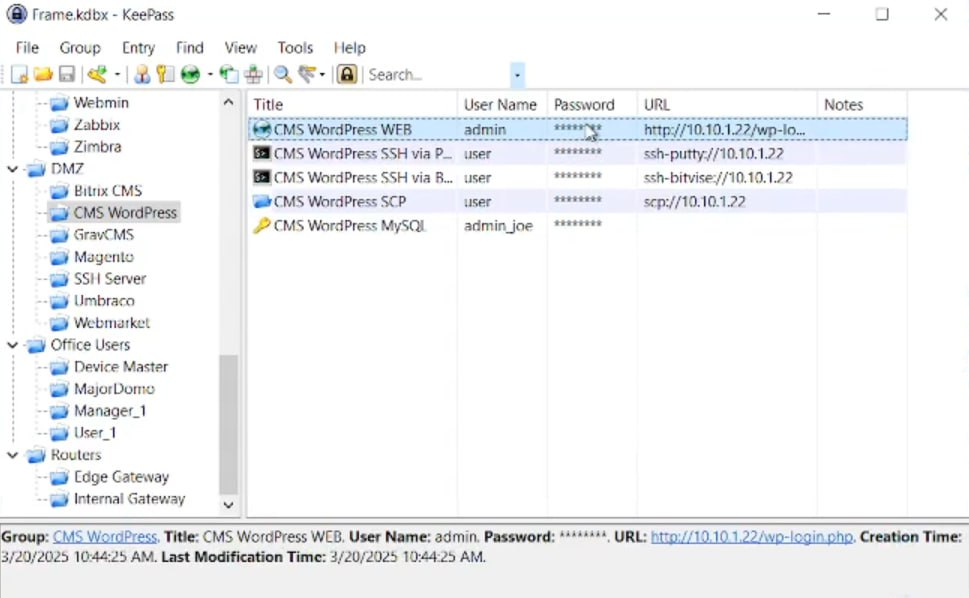 Frame.kdbx - KeePass
File Group Entry Find View Tools Help
Search...
Webmin
Zabbix
Zimbra
DMZ
Bitrix CMS
CMS WordPress
GravCMS
Magento
SSH Server
Umbraco
Webmarket
Office Users
Device Master
MajorDomo
Manager_1
User_1
Routers
Edge Gateway
Internal Gateway
Title User Name Password URL Notes
CMS WordPress WEB admin ******** http://10.10.1.22/wp-lo...
CMS WordPress SSH via P... user ******** ssh-putty://10.10.1.22
CMS WordPress SSH via B... user ******** ssh-bitvise://10.10.1.22
CMS WordPress SCP user ******** scp://10.10.1.22
CMS WordPress MySQL admin_joe ********
Group: CMS WordPress. Title: CMS WordPress WEB. User Name: admin. Password: ********. URL: http://10.10.1.22/wp-login.php. Creation Time:
3/20/2025 10:44:25 AM. Last Modification Time: 3/20/2025 10:44:25 AM.